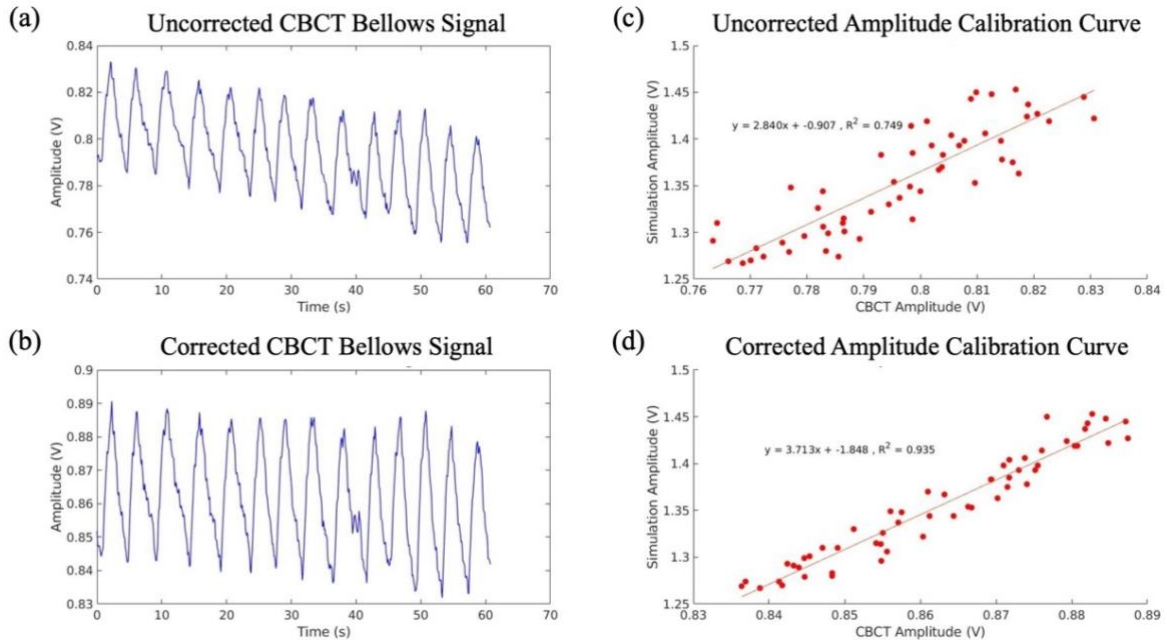 (a)
Uncorrected CBCT Bellows Signal
0.84
0.82
0.8
0.78
0.76
0.74
Amplitude (V)
0 10 20 30 40 50 60 70
Time (s)
(c)
Uncorrected Amplitude Calibration Curve
1.5
1.45
1.4
1.35
1.3
1.25
Simulation Amplitude (V)
y = 2.840x + -0.907 , R² = 0.749
0.76 0.77 0.78 0.79 0.8 0.81 0.82 0.83 0.84
CBCT Amplitude (V)
(b)
Corrected CBCT Bellows Signal
0.9
0.89
0.88
0.87
0.86
0.85
0.84
0.83
Amplitude (V)
0 10 20 30 40 50 60 70
Time (s)
(d)
Corrected Amplitude Calibration Curve
1.5
1.45
1.4
1.35
1.3
1.25
Simulation Amplitude (V)
y = 3.713x + -1.848 , R² = 0.935
0.83 0.84 0.85 0.86 0.87 0.88 0.89
CBCT Amplitude (V)